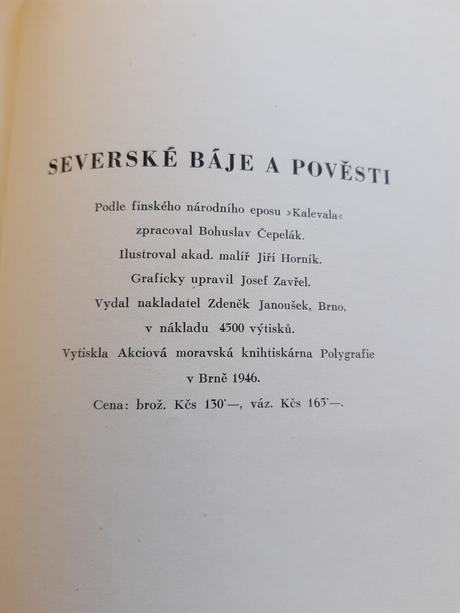 SEVERSKÉ BÁJE A POVĚSTI
Podle finského národního eposu »Kalevala«
zpracoval Bohuslav Čepelák.
Ilustroval akad. malíř Jiří Horník.
Graficky upravil Josef Zavřel.
Vydal nakladatel Zdeněk Janoušek, Brno,
v nákladu 4500 výtisků.
Vytiskla Akciová moravská knihtiskárna Polygrafie
v Brně 1946.
Cena: brož. Kčs 130·—, váz. Kčs 165·—.